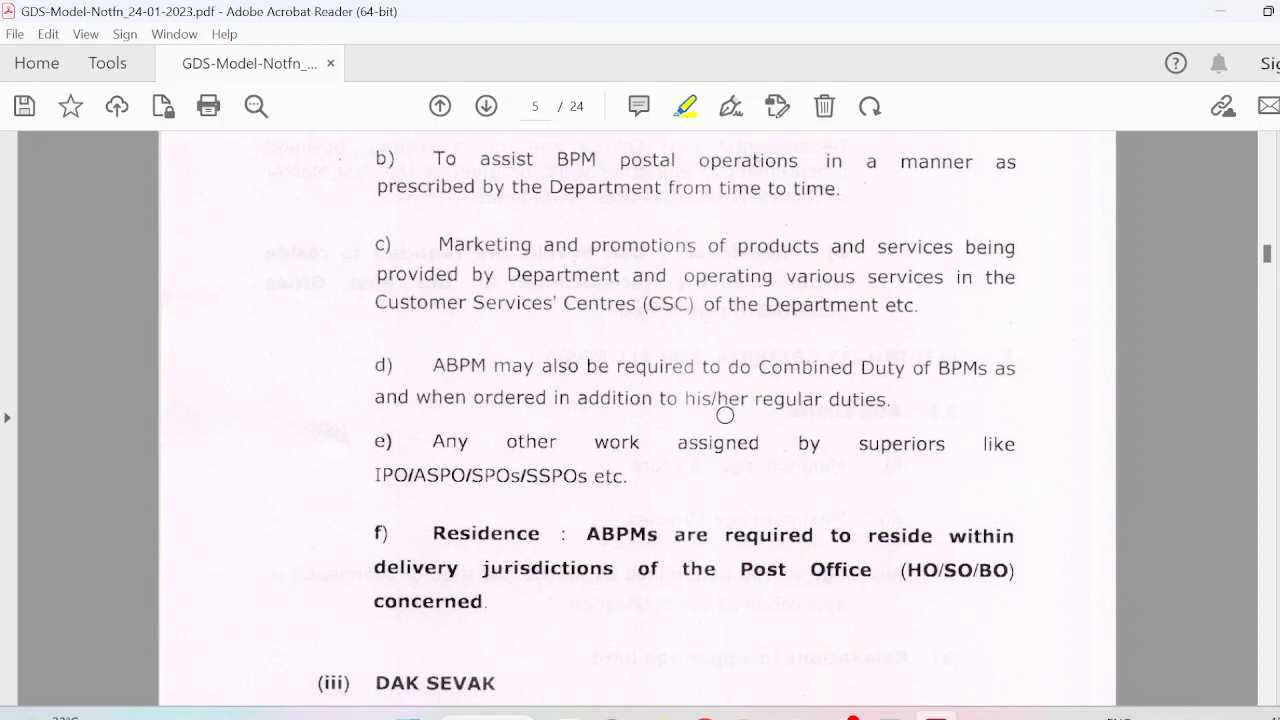 GDS-Model-Notfn_24-01-2023.pdf - Adobe Acrobat Reader (64-bit)
File Edit View Sign Window Help
Home Tools GDS-Model-Notfn_... ×
5 / 24
b) To assist BPM postal operations in a manner as
prescribed by the Department from time to time.
c) Marketing and promotions of products and services being
provided by Department and operating various services in the
Customer Services' Centres (CSC) of the Department etc.
d) ABPM may also be required to do Combined Duty of BPMs as
and when ordered in addition to his/her regular duties.
e) Any other work assigned by superiors like
IPO/ASPO/SPOs/SSPOs etc.
f) Residence : ABPMs are required to reside within
delivery jurisdictions of the Post Office (HO/SO/BO)
concerned.
(iii) DAK SEVAK